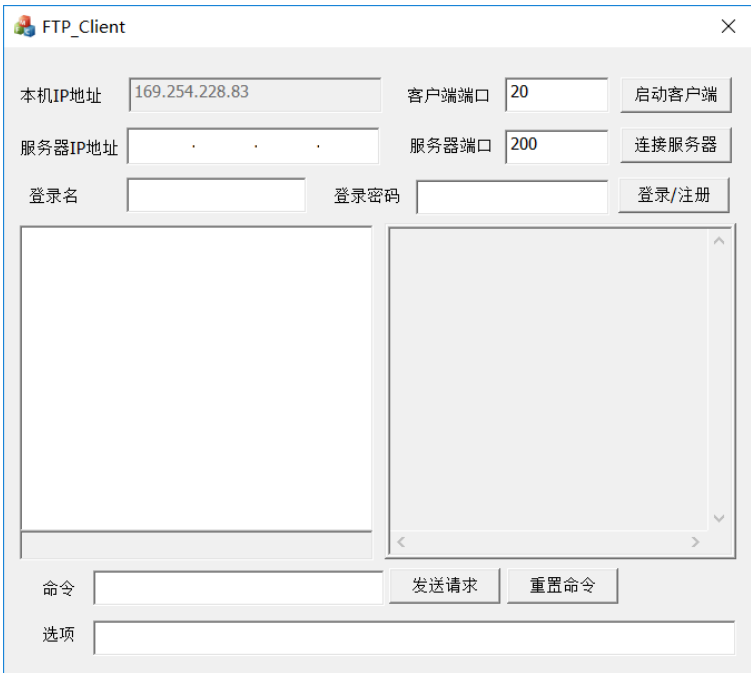 FTP_Client
本机IP地址 169.254.228.83 客户端端口 20 启动客户端
服务器IP地址 . . . 服务器端口 200 连接服务器
登录名 登录密码 登录/注册
命令 发送请求 重置命令
选项